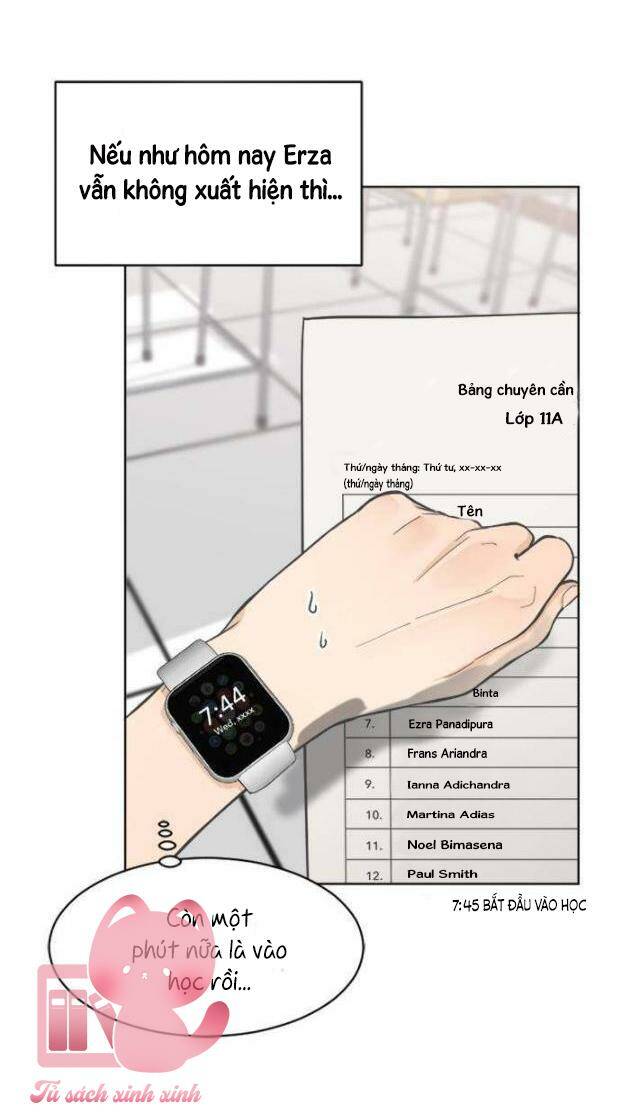 Nếu như hôm nay Erza
vẫn không xuất hiện thì...
Bảng chuyên cần
Lớp 11A
Thứ/ngày tháng: Thứ tư, xx-xx-xx
(thứ/ngày tháng)
Tên
7:44
Wed, xxxx
Binta
7. Ezra Panadipura
8. Frans Ariandra
9. Ianna Adichandra
10. Martina Adias
11. Noel Bimasena
12. Paul Smith
7:45 BẮT ĐẦU VÀO HỌC
Còn một
phút nữa là vào
học rồi...
Tủ sách xinh xinh